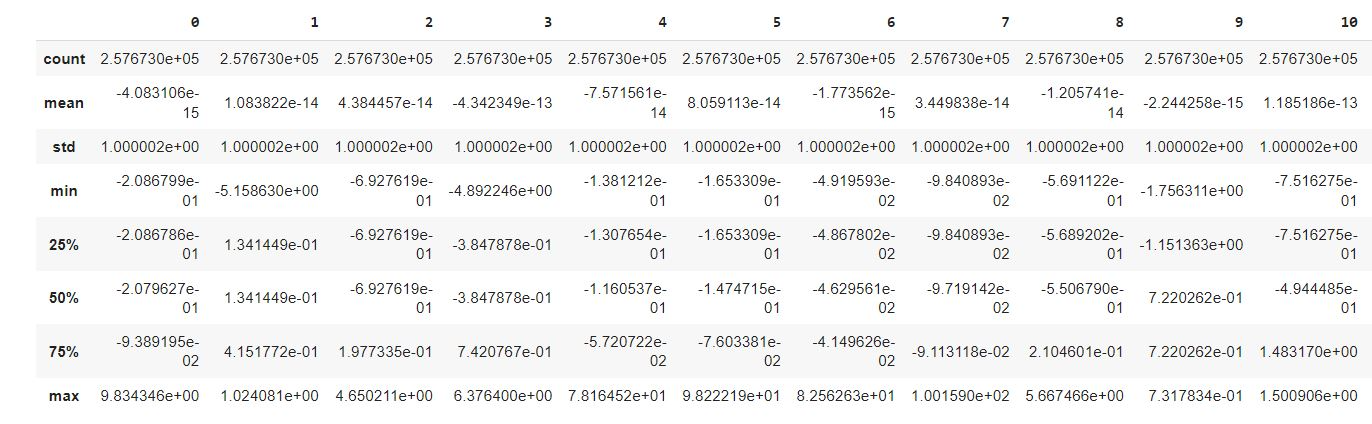 0 1 2 3 4 5 6 7 8 9 10
count 2.576730e+05 2.576730e+05 2.576730e+05 2.576730e+05 2.576730e+05 2.576730e+05 2.576730e+05 2.576730e+05 2.576730e+05 2.576730e+05 2.576730e+05
mean -4.083106e-15 1.083822e-14 4.384457e-14 -4.342349e-13 -7.571561e-14 8.059113e-14 -1.773562e-15 3.449838e-14 -1.205741e-14 -2.244258e-15 1.185186e-13
std 1.000002e+00 1.000002e+00 1.000002e+00 1.000002e+00 1.000002e+00 1.000002e+00 1.000002e+00 1.000002e+00 1.000002e+00 1.000002e+00 1.000002e+00
min -2.086799e-01 -5.158630e+00 -6.927619e-01 -4.892246e+00 -1.381212e-01 -1.653309e-01 -4.919593e-02 -9.840893e-02 -5.691122e-01 -1.756311e+00 -7.516275e-01
25% -2.086786e-01 1.341449e-01 -6.927619e-01 -3.847878e-01 -1.307654e-01 -1.653309e-01 -4.867802e-02 -9.840893e-02 -5.689202e-01 -1.151363e+00 -7.516275e-01
50% -2.079627e-01 1.341449e-01 -6.927619e-01 -3.847878e-01 -1.160537e-01 -1.474715e-01 -4.629561e-02 -9.719142e-02 -5.506790e-01 7.220262e-01 -4.944485e-01
75% -9.389195e-02 4.151772e-01 1.977335e-01 7.420767e-01 -5.720722e-02 -7.603381e-02 -4.149626e-02 -9.113118e-02 2.104601e-01 7.220262e-01 1.483170e+00
max 9.834346e+00 1.024081e+00 4.650211e+00 6.376400e+00 7.816452e+01 9.822219e+01 8.256263e+01 1.001590e+02 5.667466e+00 7.317834e-01 1.500906e+00